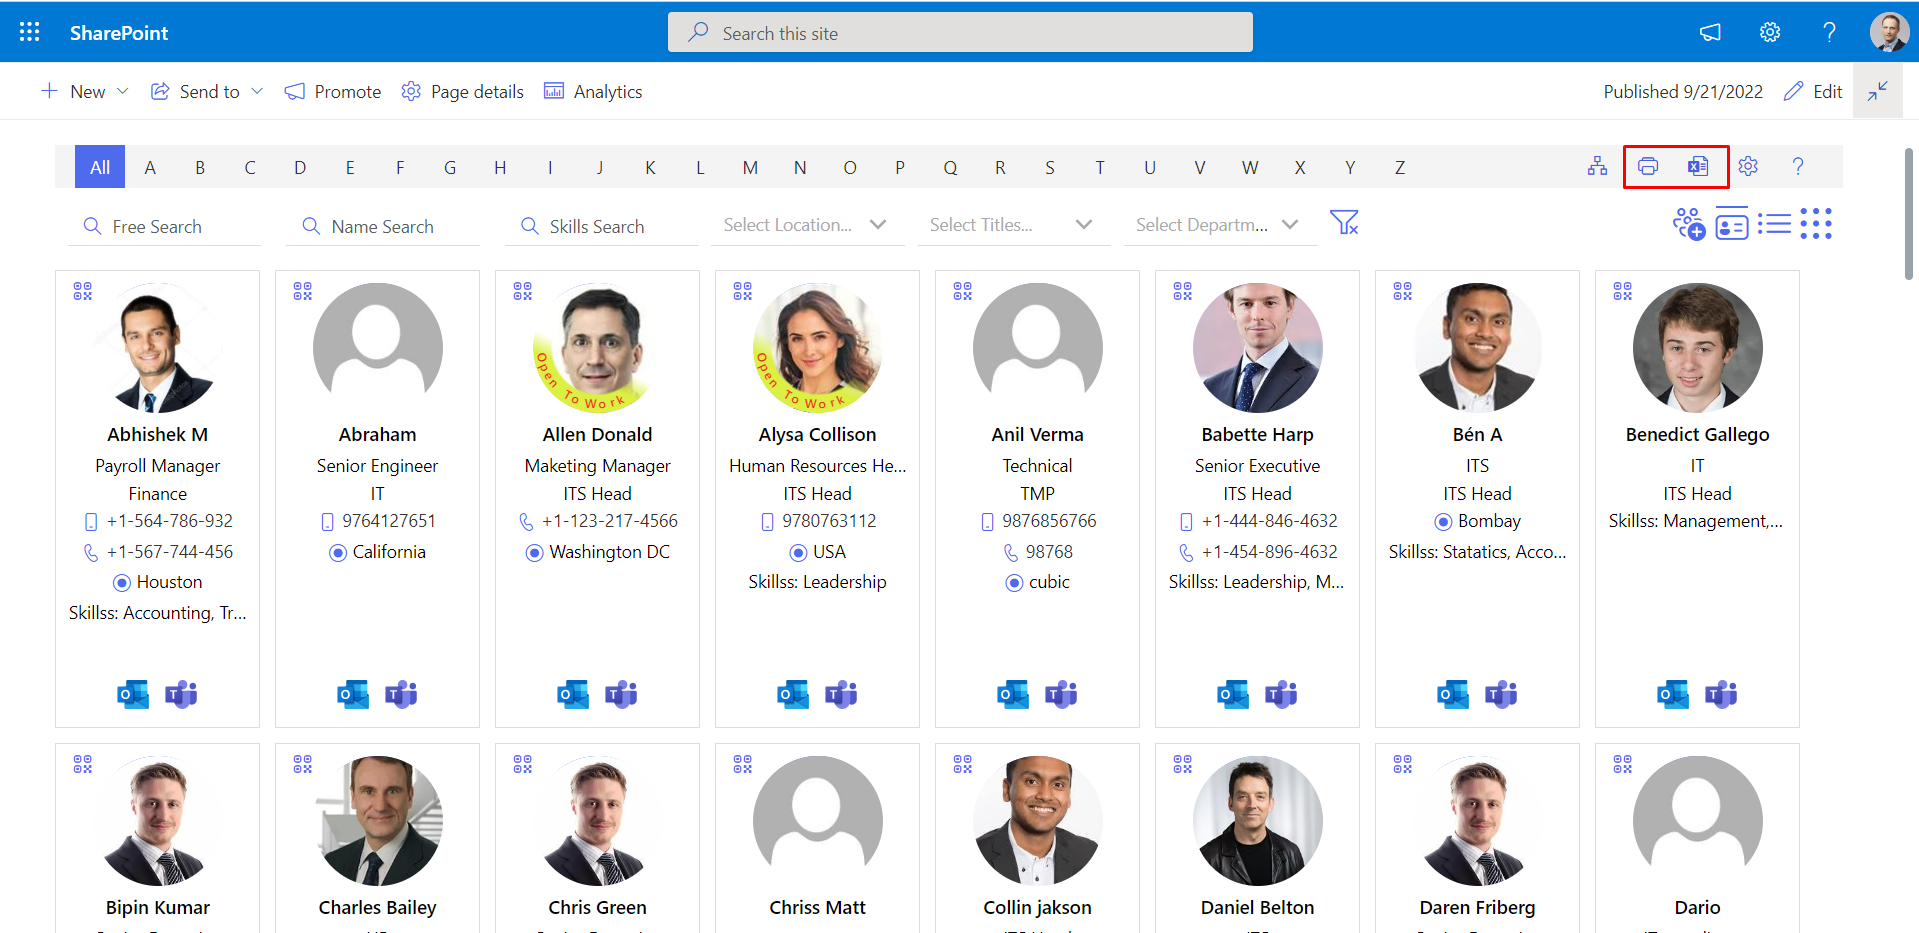 SharePoint
Search this site
?
New
Send to
Promote
Page details
Analytics
Published 9/21/2022
Edit
All A B C D E F G H I J K L M N O P Q R S T U V W X Y Z
?
Free Search
Name Search
Skills Search
Select Location...
Select Titles...
Select Departm...
Abhishek M
Payroll Manager
Finance
+1-564-786-932
+1-567-744-456
Houston
Skillss: Accounting, Tr...
Abraham
Senior Engineer
IT
9764127651
California
Open To Work
Allen Donald
Maketing Manager
ITS Head
+1-123-217-4566
Washington DC
Open To Work
Alysa Collison
Human Resources He...
ITS Head
9780763112
USA
Skillss: Leadership
Anil Verma
Technical
TMP
9876856766
98768
cubic
Babette Harp
Senior Executive
ITS Head
+1-444-846-4632
+1-454-896-4632
Skillss: Leadership, M...
Bén A
ITS
ITS Head
Bombay
Skillss: Statatics, Acco...
Benedict Gallego
IT
ITS Head
Skillss: Management,...
Bipin Kumar
Charles Bailey
Chris Green
Chriss Matt
Collin jakson
Daniel Belton
Daren Friberg
Dario